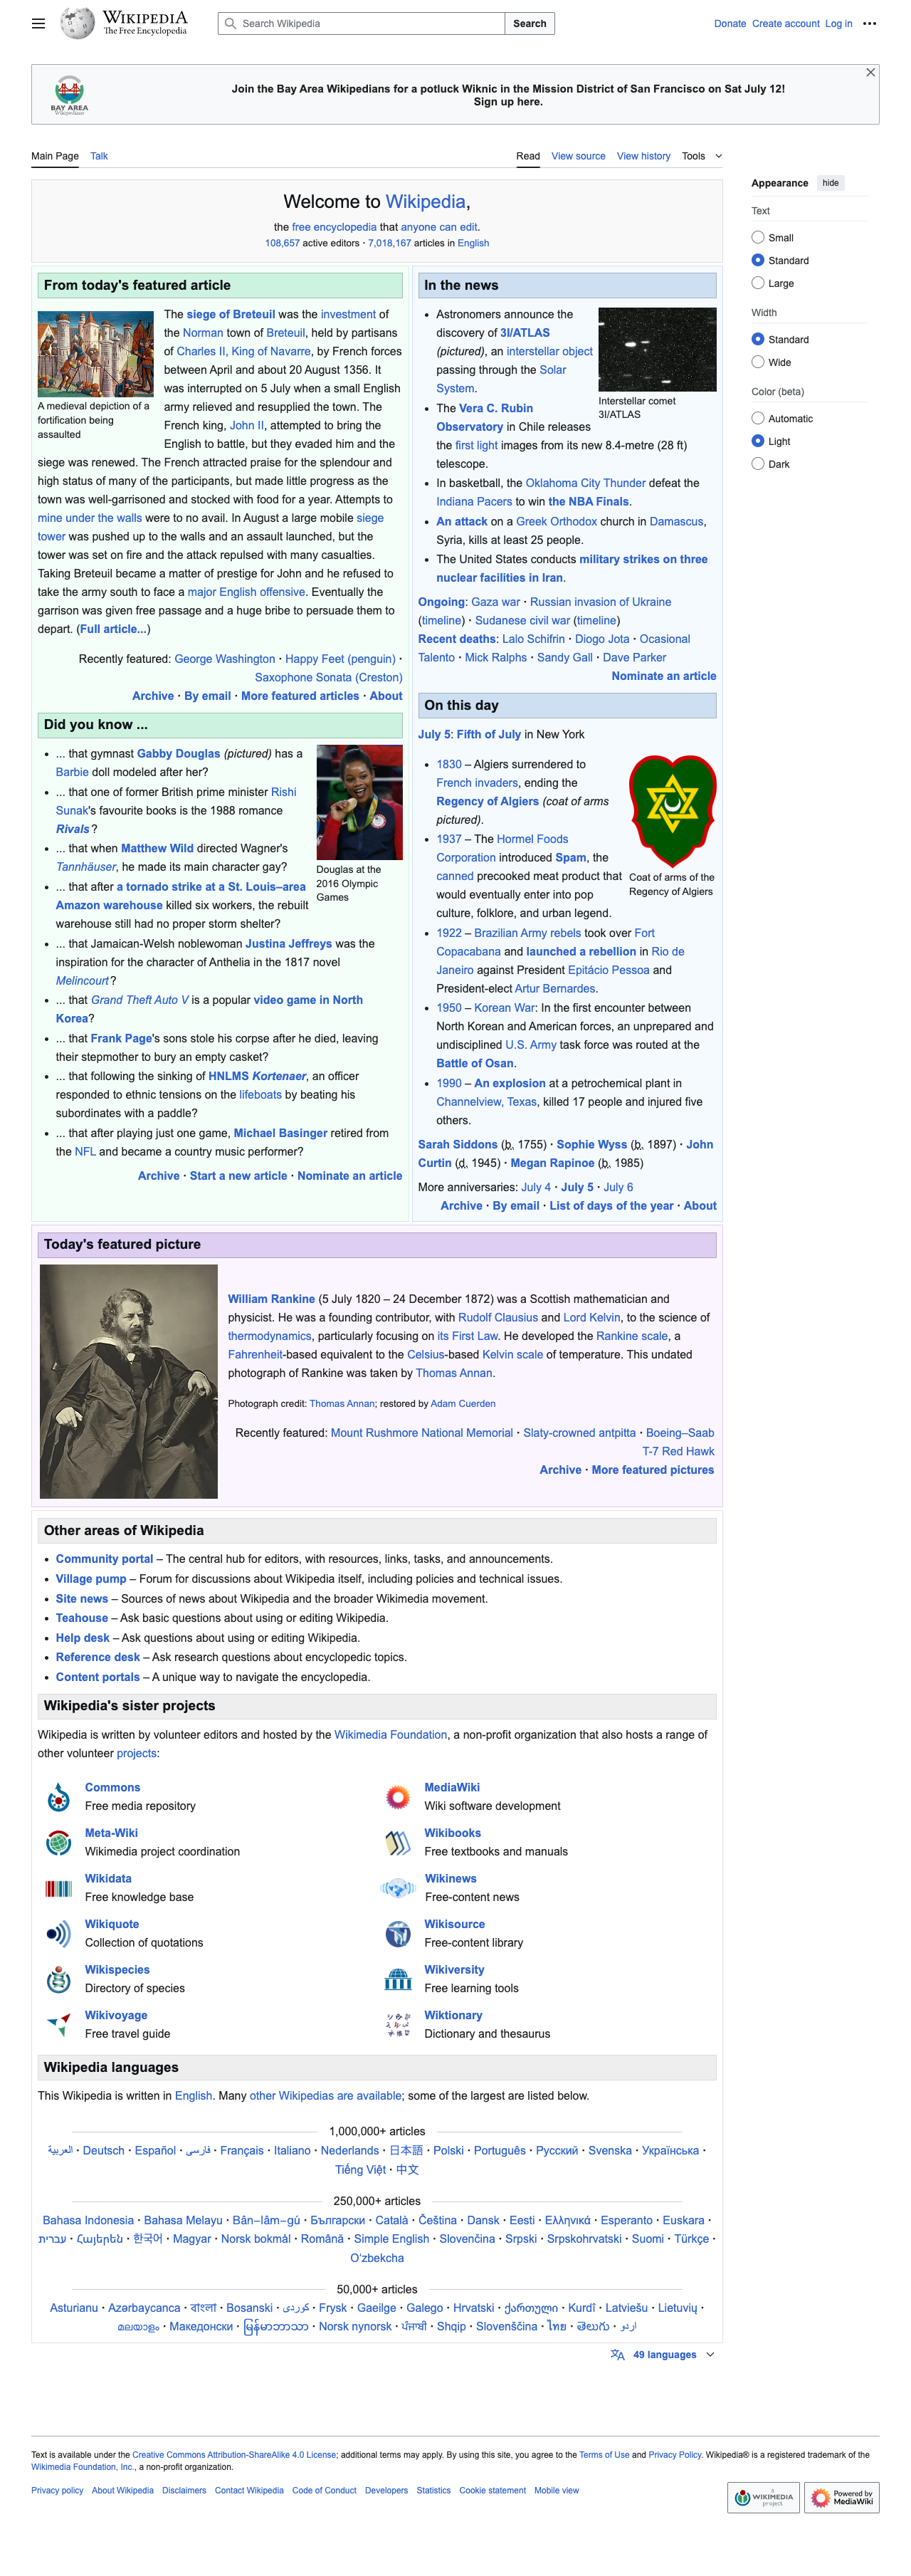 WIKIPEDIA
The Free Encyclopedia
Search Wikipedia
Search
Donate Create account Log in
BAY AREA
Wikipedians
Join the Bay Area Wikipedians for a potluck Wiknic in the Mission District of San Francisco on Sat July 12!
Sign up here.
Main Page Talk
Read View source View history Tools
Welcome to Wikipedia,
the free encyclopedia that anyone can edit.
108,657 active editors · 7,018,167 articles in English
From today's featured article
A medieval depiction of a
fortification being
assaulted
The siege of Breteuil was the investment of
the Norman town of Breteuil, held by partisans
of Charles II, King of Navarre, by French forces
between April and about 20 August 1356. It
was interrupted on 5 July when a small English
army relieved and resupplied the town. The
French king, John II, attempted to bring the
English to battle, but they evaded him and the
siege was renewed. The French attracted praise for the splendour and
high status of many of the participants, but made little progress as the
town was well-garrisoned and stocked with food for a year. Attempts to
mine under the walls were to no avail. In August a large mobile siege
tower was pushed up to the walls and an assault launched, but the
town was set on fire and the attack repulsed with many casualties.
Taking Breteuil became a matter of prestige for John and he refused to
take the army south to face a major English offensive. Eventually the
garrison was given free passage and a huge bribe to persuade them to
depart. (Full article...)
Recently featured: George Washington · Happy Feet (penguin) ·
Saxophone Sonata (Creston)
Archive · By email · More featured articles · About
Did you know ...
... that gymnast Gabby Douglas (pictured) has a
Barbie doll modeled after her?
... that one of former British prime minister Rishi
Sunak's favourite books is the 1988 romance
Rivals?
... that when Matthew Wild directed Wagner's
Tannhäuser, he made its main character gay?
... that after a tornado strike at a St. Louis–area
Amazon warehouse killed six workers, the rebuilt
warehouse still had no proper storm shelter?
... that Jamaican-Welsh noblewoman Justina Jeffreys was the
inspiration for the character of Anthelia in the 1817 novel
Melincourt?
... that Grand Theft Auto V is a popular video game in North
Korea?
... that Frank Page's sons stole his corpse after he died, leaving
their stepmother to bury an empty casket?
... that following the sinking of HNLMS Kortenaer, an officer
responded to ethnic tensions on the lifeboats by beating his
subordinates with a paddle?
... that after playing just one game, Michael Basinger retired from
the NFL and became a country music performer?
Douglas at the
2016 Olympic
Games
Archive · Start a new article · Nominate an article
In the news
Astronomers announce the
discovery of 3I/ATLAS
(pictured), an interstellar object
passing through the Solar
System.
Interstellar comet
3I/ATLAS
The Vera C. Rubin
Observatory in Chile releases
the first light images from its new 8.4-metre (28 ft)
telescope.
In basketball, the Oklahoma City Thunder defeat the
Indiana Pacers to win the NBA Finals.
An attack on a Greek Orthodox church in Damascus,
Syria, kills at least 25 people.
The United States conducts military strikes on three
nuclear facilities in Iran.
Ongoing: Gaza war · Russian invasion of Ukraine
(timeline) · Sudanese civil war (timeline)
Recent deaths: Lalo Schifrin · Diogo Jota · Ocasional
Talento · Mick Ralphs · Sandy Gall · Dave Parker
Nominate an article
On this day
July 5: Fifth of July in New York
1830 – Algiers surrendered to
French invaders, ending the
Regency of Algiers (coat of arms
pictured).
1937 – The Hormel Foods
Corporation introduced Spam, the
canned precooked meat product that
would eventually enter into pop
culture, folklore, and urban legend.
Coat of arms of the
Regency of Algiers
1922 – Brazilian Army rebels took over Fort
Copacabana and launched a rebellion in Rio de
Janeiro against President Epitácio Pessoa and
President-elect Artur Bernardes.
1950 – Korean War: In the first encounter between
North Korean and American forces, an unprepared and
undisciplined U.S. Army task force was routed at the
Battle of Osan.
1990 – An explosion at a petrochemical plant in
Channelview, Texas, killed 17 people and injured five
others.
Sarah Siddons (b. 1755) · Sophie Wyss (b. 1897) · John
Curtin (d. 1945) · Megan Rapinoe (b. 1985)
More anniversaries: July 4 · July 5 · July 6
Archive · By email · List of days of the year · About
Today's featured picture
William Rankine (5 July 1820 – 24 December 1872) was a Scottish mathematician and
physicist. He was a founding contributor, with Rudolf Clausius and Lord Kelvin, to the science of
thermodynamics, particularly focusing on its First Law. He developed the Rankine scale, a
Fahrenheit-based equivalent to the Celsius-based Kelvin scale of temperature. This undated
photograph of Rankine was taken by Thomas Annan.
Photograph credit: Thomas Annan; restored by Adam Cuerden
Recently featured: Mount Rushmore National Memorial · Slaty-crowned antpitta · Boeing–Saab
T-7 Red Hawk
Archive · More featured pictures
Other areas of Wikipedia
Community portal – The central hub for editors, with resources, links, tasks, and announcements.
Village pump – Forum for discussions about Wikipedia itself, including policies and technical issues.
Site news – Sources of news about Wikipedia and the broader Wikimedia movement.
Teahouse – Ask basic questions about using or editing Wikipedia.
Help desk – Ask questions about using or editing Wikipedia.
Reference desk – Ask research questions about encyclopedic topics.
Content portals – A unique way to navigate the encyclopedia.
Wikipedia's sister projects
Wikipedia is written by volunteer editors and hosted by the Wikimedia Foundation, a non-profit organization that also hosts a range of
other volunteer projects:
Commons
Free media repository
MediaWiki
Wiki software development
Meta-Wiki
Wikimedia project coordination
Wikibooks
Free textbooks and manuals
Wikidata
Free knowledge base
Wikinews
Free-content news
Wikiquote
Collection of quotations
Wikisource
Free-content library
Wikispecies
Directory of species
Wikiversity
Free learning tools
Wikivoyage
Free travel guide
Wiktionary
Dictionary and thesaurus
Wikipedia languages
This Wikipedia is written in English. Many other Wikipedias are available; some of the largest are listed below.
1,000,000+ articles
العربية · Deutsch · Español · فارسی · Français · Italiano · Nederlands · 日本語 · Polski · Português · Русский · Svenska · Українська ·
Tiếng Việt · 中文
250,000+ articles
Bahasa Indonesia · Bahasa Melayu · Bân-lâm-gú · Български · Català · Čeština · Dansk · Eesti · Ελληνικά · Esperanto · Euskara ·
עברית · Հայերեն · 한국어 · Magyar · Norsk bokmål · Română · Simple English · Slovenčina · Srpski · Srpskohrvatski · Suomi · Türkçe ·
Oʻzbekcha
50,000+ articles
Asturianu · Azərbaycanca · বাংলা · Bosanski · کوردی · Frysk · Gaeilge · Galego · Hrvatski · ქართული · Kurdî · Latviešu · Lietuvių ·
മലയാളം · Македонски · မြန်မာဘာသာ · Norsk nynorsk · ਪੰਜਾਬੀ · Shqip · Slovenščina · ไทย · తెలుగు · اردو
49 languages
Appearance hide
Text
Small
Standard
Large
Width
Standard
Wide
Color (beta)
Automatic
Light
Dark
Text is available under the Creative Commons Attribution-ShareAlike 4.0 License; additional terms may apply. By using this site, you agree to the Terms of Use and Privacy Policy. Wikipedia® is a registered trademark of the
Wikimedia Foundation, Inc., a non-profit organization.
Privacy policy About Wikipedia Disclaimers Contact Wikipedia Code of Conduct Developers Statistics Cookie statement Mobile view
a
WIKIMEDIA
project
Powered by
MediaWiki